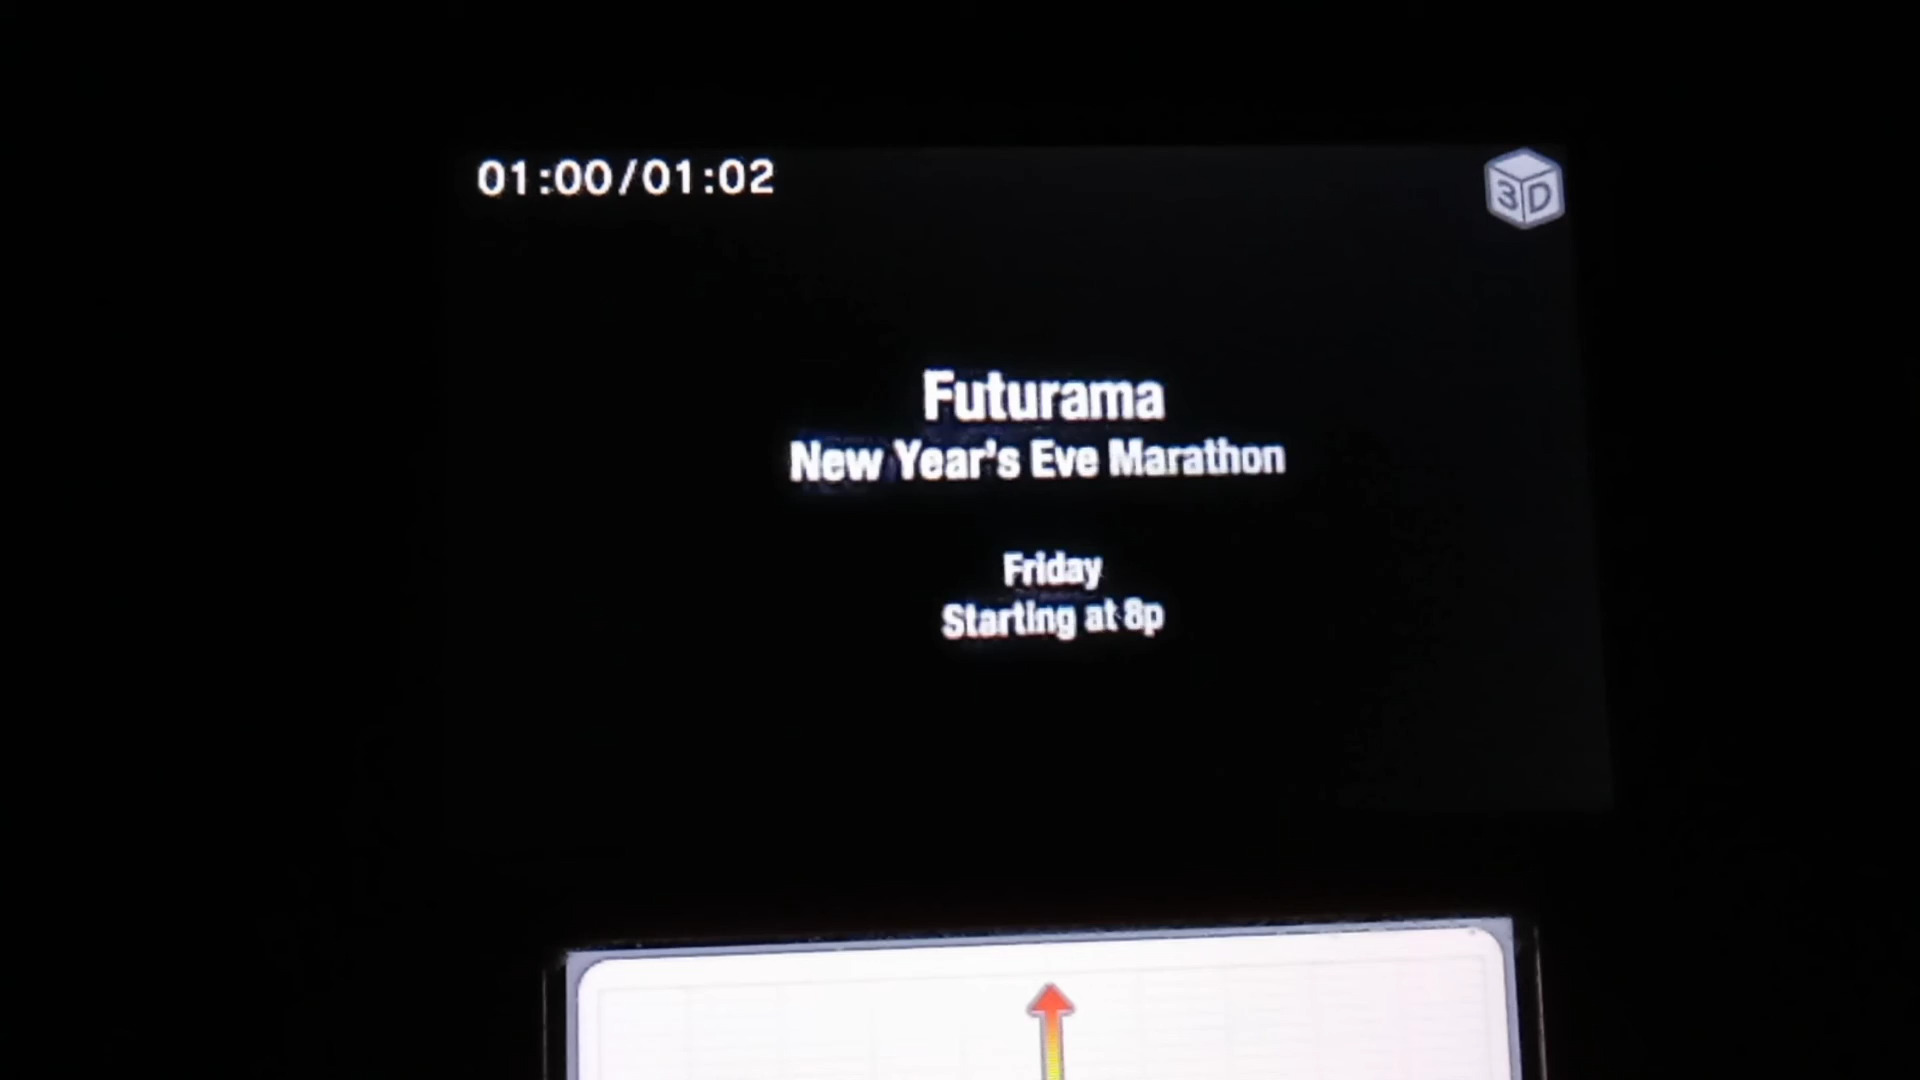 01:00/01:02
3D
Futurama
New Year's Eve Marathon
Friday
Starting at 8p